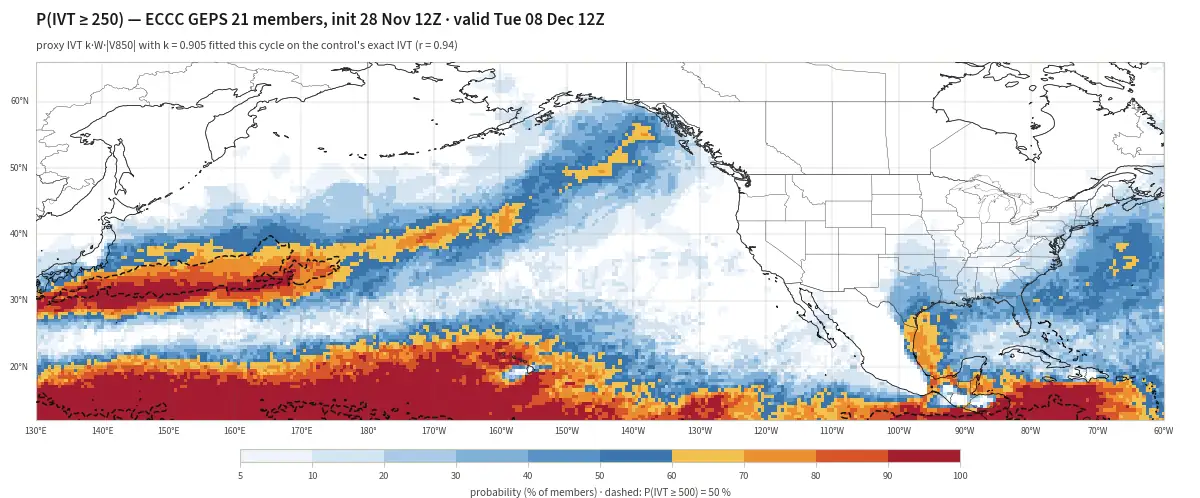 P(IVT ≥ 250) — ECCC GEPS 21 members, init 28 Nov 12Z · valid Tue 08 Dec 12Z
proxy IVT k·W·|V850| with k = 0.905 fitted this cycle on the control's exact IVT (r = 0.94)
60°N
50°N
40°N
30°N
20°N
130°E 140°E 150°E 160°E 170°E 180° 170°W 160°W 150°W 140°W 130°W 120°W 110°W 100°W 90°W 80°W 70°W 60°W
5 10 20 30 40 50 60 70 80 90 100
probability (% of members) · dashed: P(IVT ≥ 500) = 50 %